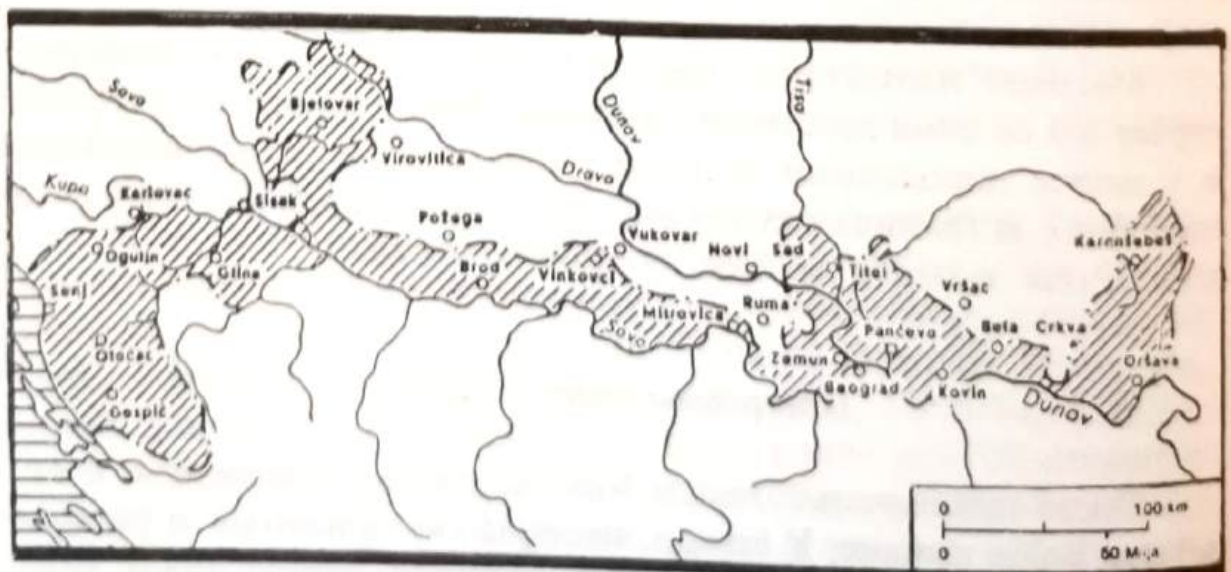 Sava
Bjelovar
Dunav
Tisa
Virovitica
Drava
Kupa
Karlovac
Sisak
Požega
Vukovar
Novi Sad
Karanšebeš
Ogulin
Glina
Brod
Vinkovci
Titel
Vršac
Senj
Mitrovica
Ruma
Pančevo
Bela Crkva
Otočac
Sava
Zemun
Beograd
Kovin
Oršava
Gospić
Dunav
0 100 km
0 50 Milja